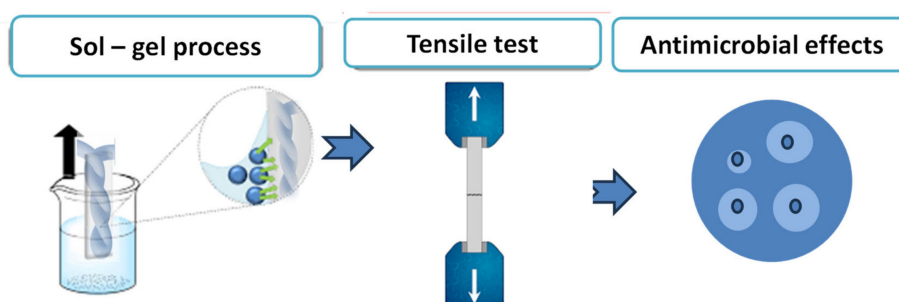 Sol – gel process
Tensile test
Antimicrobial effects